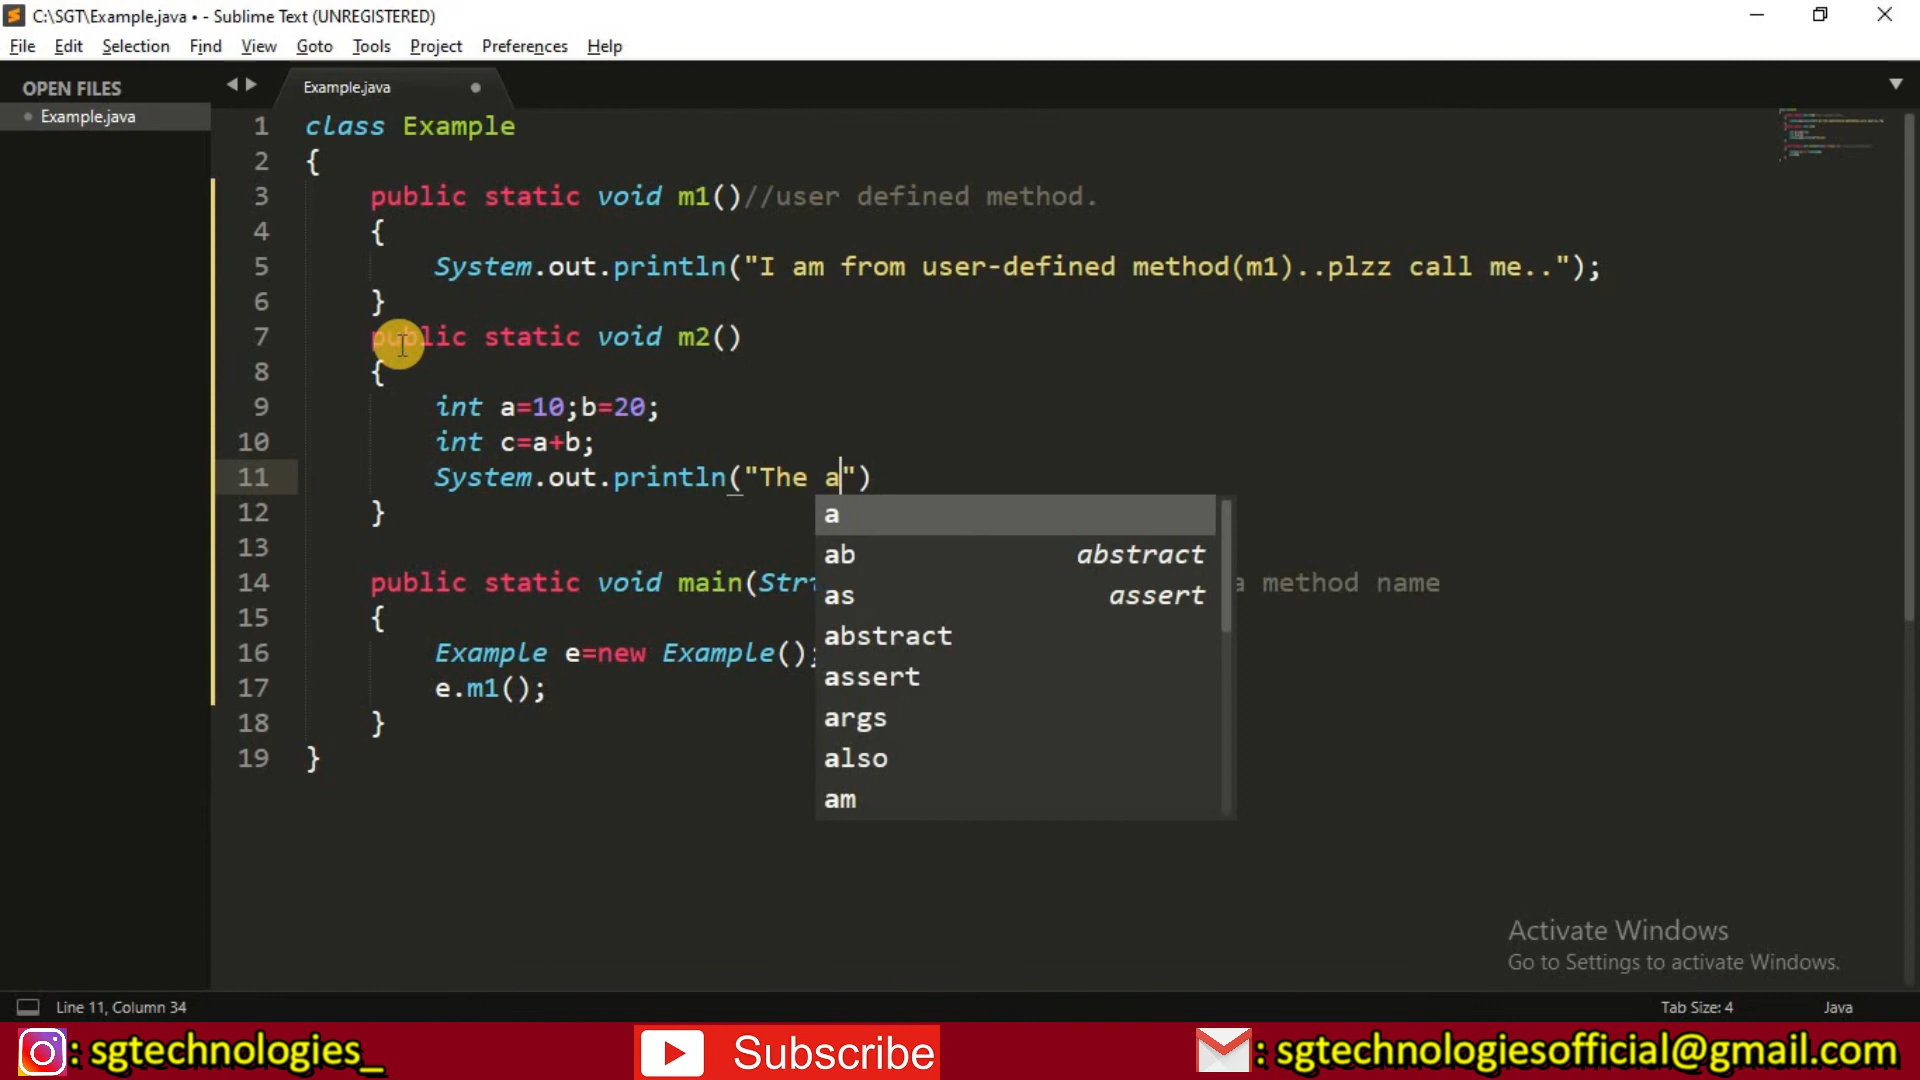 C:\SGT\Example.java • - Sublime Text (UNREGISTERED)
File Edit Selection Find View Goto Tools Project Preferences Help
OPEN FILES
Example.java
Example.java
1 class Example
2 {
3 public static void m1()//user defined method.
4 {
5 System.out.println("I am from user-defined method(m1)..plzz call me..");
6 }
7 public static void m2()
8 {
9 int a=10;b=20;
10 int c=a+b;
11 System.out.println("The a")
12 }
13
14 public static void main(Stri a method name
15 {
16 Example e=new Example();
17 e.m1();
18 }
19 }
a
ab abstract
as assert
abstract
assert
args
also
am
Activate Windows
Go to Settings to activate Windows.
Line 11, Column 34 Tab Size: 4 Java
: sgtechnologies_ Subscribe : sgtechnologiesofficial@gmail.com